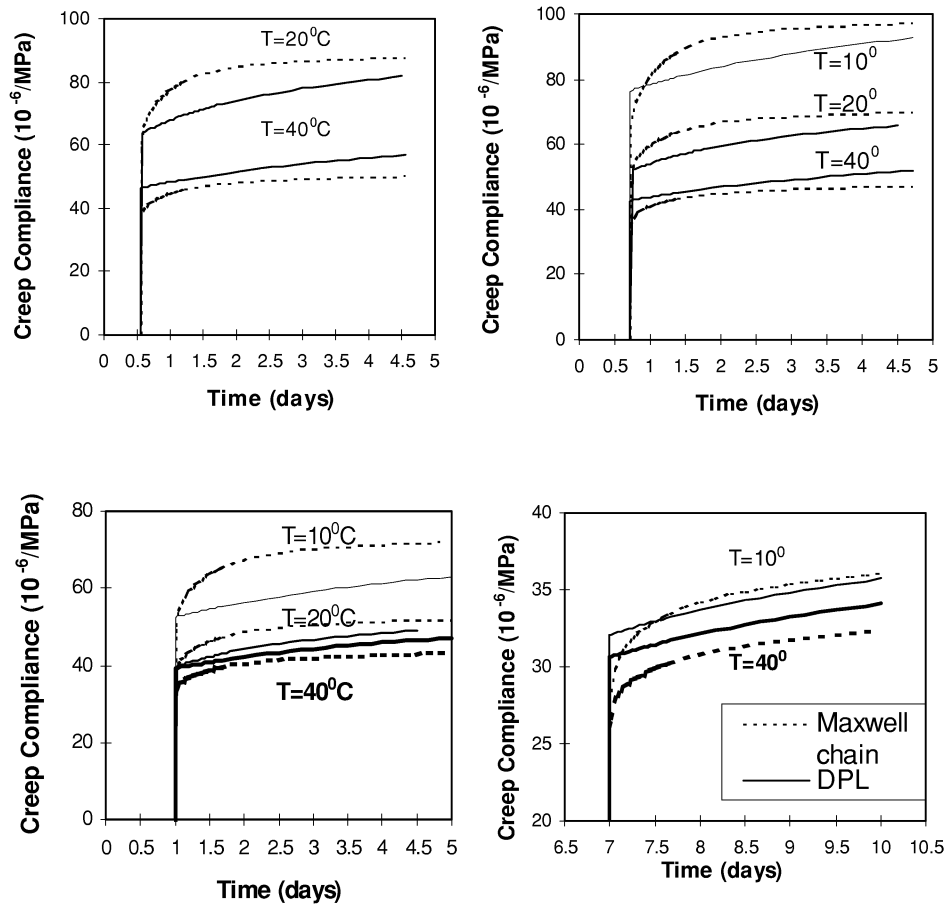 Creep Compliance (10 -6/MPa)
100
80
60
40
20
0
T=20⁰C
T=40⁰C
0 0.5 1 1.5 2 2.5 3 3.5 4 4.5 5
Time (days)
Creep Compliance (10 -6/MPa)
100
80
60
40
20
0
T=10⁰
T=20⁰
T=40⁰
0 0.5 1 1.5 2 2.5 3 3.5 4 4.5 5
Time (days)
Creep Compliance (10 -6/MPa)
80
60
40
20
0
T=10⁰C
T=20⁰C
T=40⁰C
0 0.5 1 1.5 2 2.5 3 3.5 4 4.5 5
Time (days)
Creep Compliance (10 -6/MPa)
40
35
30
25
20
T=10⁰
T=40⁰
Maxwell
chain
DPL
6.5 7 7.5 8 8.5 9 9.5 10 10.5
Time (days)